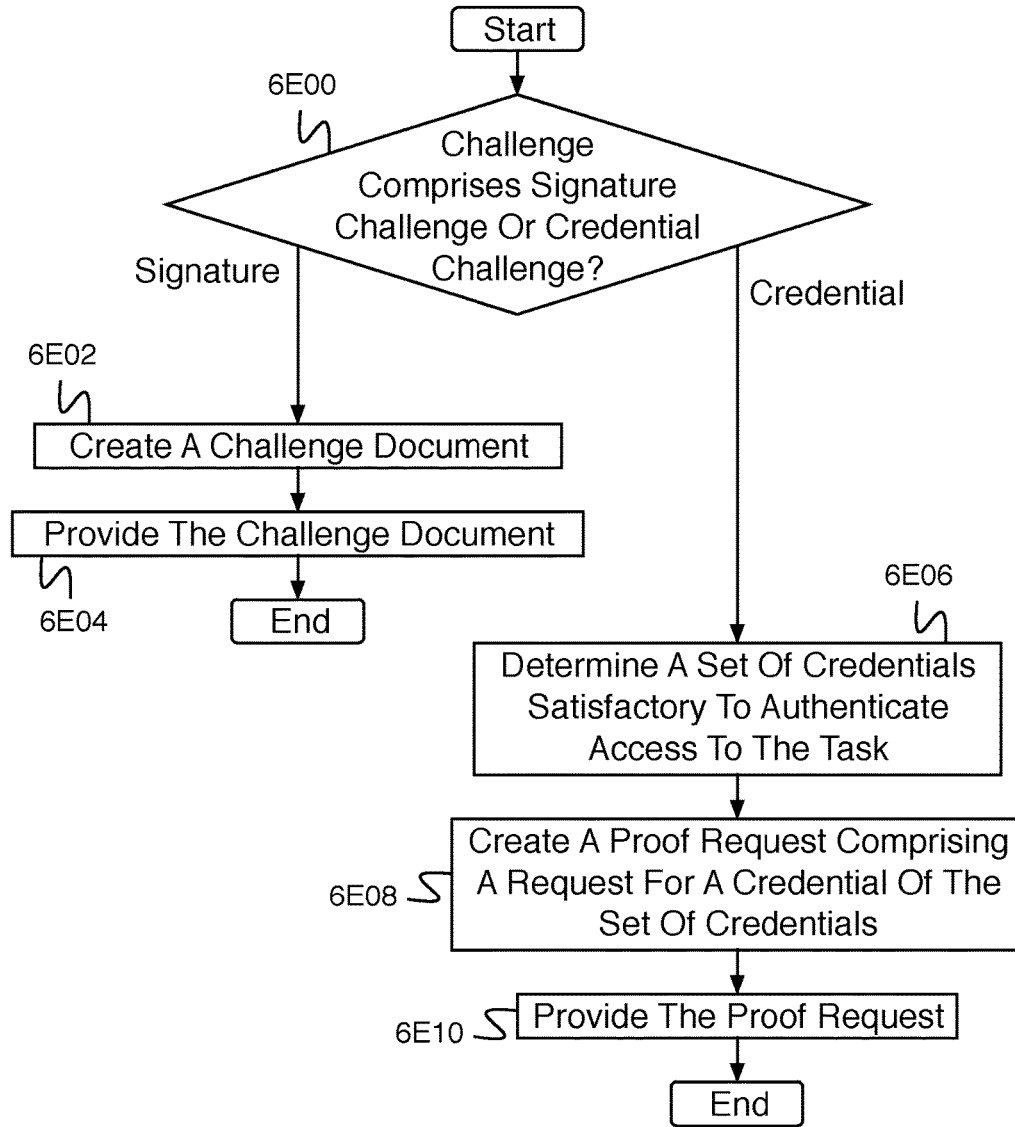 Start
6E00
Challenge
Comprises Signature
Challenge Or Credential
Challenge?
Signature
Credential
6E02
Create A Challenge Document
Provide The Challenge Document
6E04
End
6E06
Determine A Set Of Credentials
Satisfactory To Authenticate
Access To The Task
Create A Proof Request Comprising
A Request For A Credential Of The
Set Of Credentials
6E08
Provide The Proof Request
6E10
End